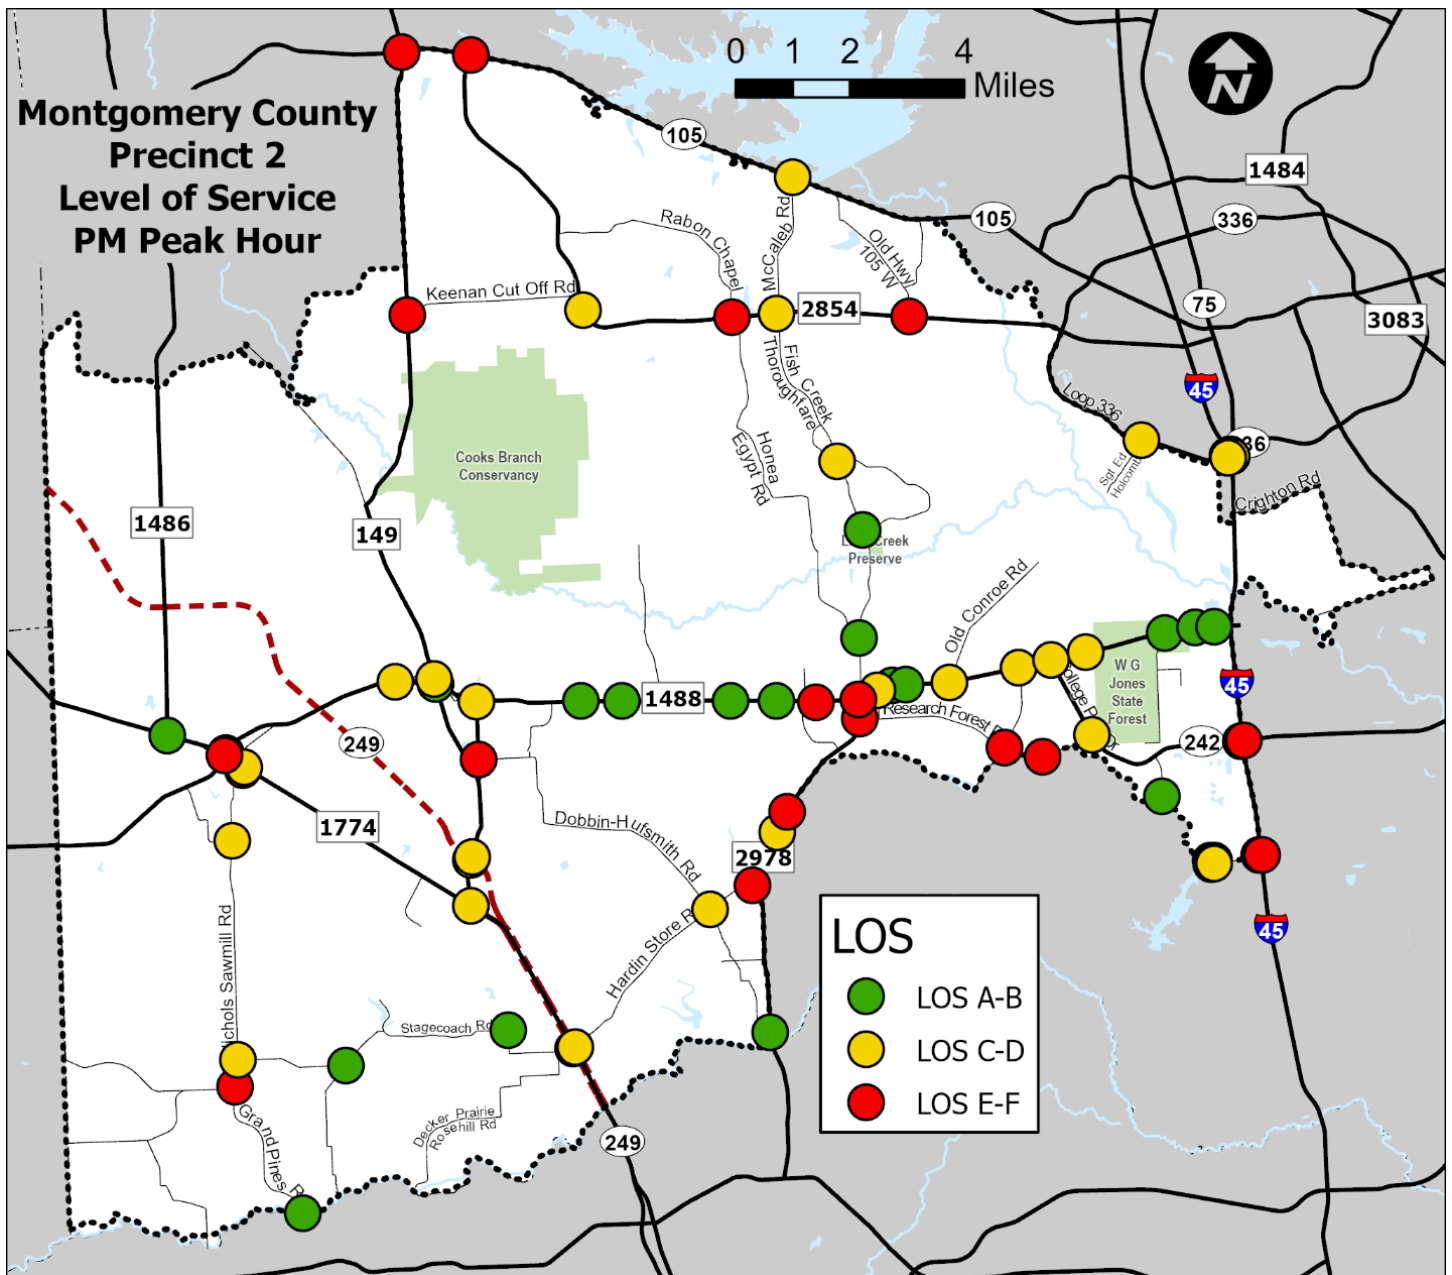 Montgomery County
Precinct 2
Level of Service
PM Peak Hour
0 1 2 4
Miles
N
105
1484
105
336
Rabon Chapel
McCaleb Rd
Old Hwy
105 W
75
3083
Keenan Cut Off Rd
2854
45
Fish Creek
Thoroughfare
Loop 336
36
Cooks Branch
Conservancy
Honea
Egypt Rd
Sgt Ed
Holcomb
Crighton Rd
1486
149
Creek
Preserve
Old Conroe Rd
W G
Jones
State
Forest
1488
45
Research Forest
242
249
1774
Dobbin-Hufsmith Rd
2978
Hardin Store R
45
Nichols Sawmill Rd
Stagecoach Rd
Decker Prairie
Rosehill Rd
Grand Pines R
249
LOS
LOS A-B
LOS C-D
LOS E-F